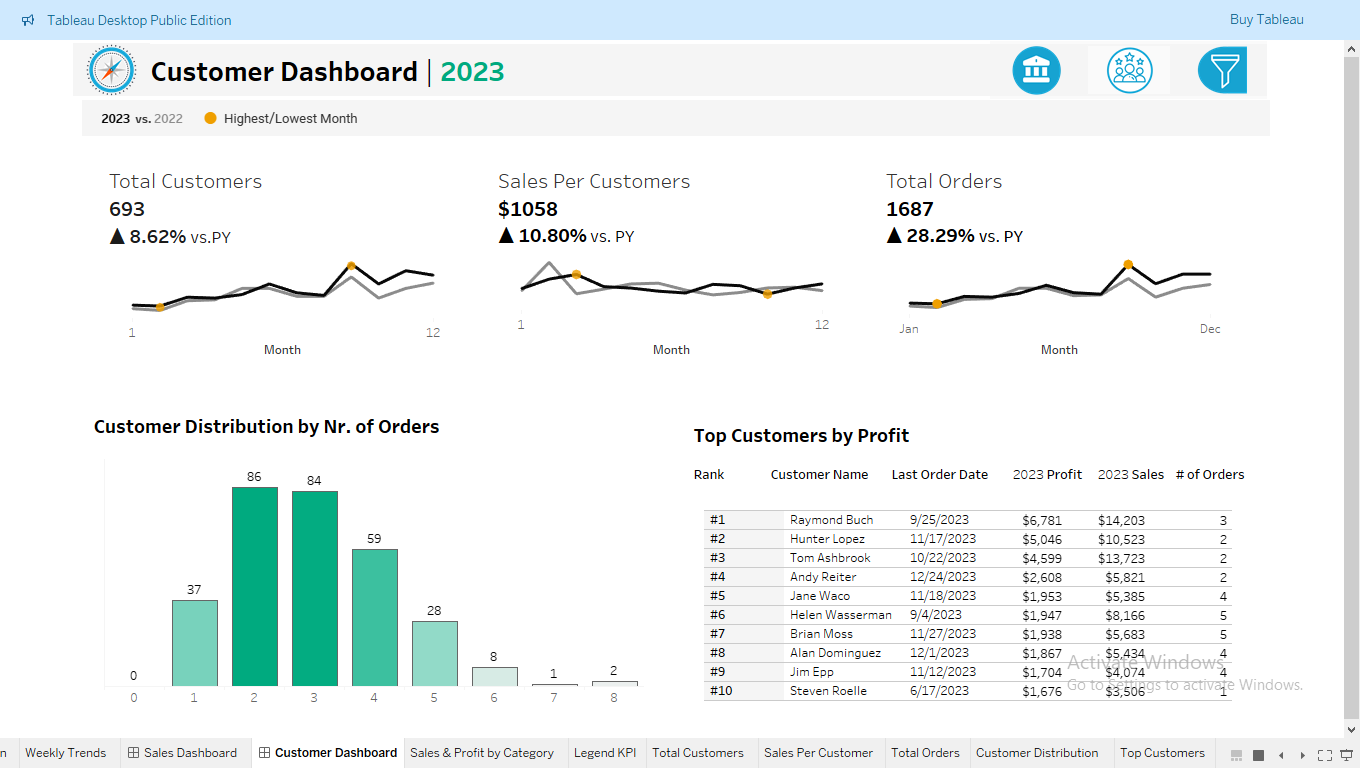 Tableau Desktop Public Edition
Buy Tableau
Customer Dashboard | 2023
2023 vs. 2022
Highest/Lowest Month
Total Customers
693
▲ 8.62% vs.PY
1
12
Month
Sales Per Customers
$1058
▲ 10.80% vs. PY
1
12
Month
Total Orders
1687
▲ 28.29% vs. PY
Jan
Dec
Month
Customer Distribution by Nr. of Orders
0
37
86
84
59
28
8
1
2
0 1 2 3 4 5 6 7 8
Top Customers by Profit
Rank Customer Name Last Order Date 2023 Profit 2023 Sales # of Orders
#1 Raymond Buch 9/25/2023 $6,781 $14,203 3
#2 Hunter Lopez 11/17/2023 $5,046 $10,523 2
#3 Tom Ashbrook 10/22/2023 $4,599 $13,723 2
#4 Andy Reiter 12/24/2023 $2,608 $5,821 2
#5 Jane Waco 11/18/2023 $1,953 $5,385 4
#6 Helen Wasserman 9/4/2023 $1,947 $8,166 5
#7 Brian Moss 11/27/2023 $1,938 $5,683 5
#8 Alan Dominguez 12/1/2023 $1,867 $5,434 4
#9 Jim Epp 11/12/2023 $1,704 $4,074 4
#10 Steven Roelle 6/17/2023 $1,676 $3,506 1
Activate Windows
Go to Settings to activate Windows.
n Weekly Trends Sales Dashboard Customer Dashboard Sales & Profit by Category Legend KPI Total Customers Sales Per Customer Total Orders Customer Distribution Top Customers